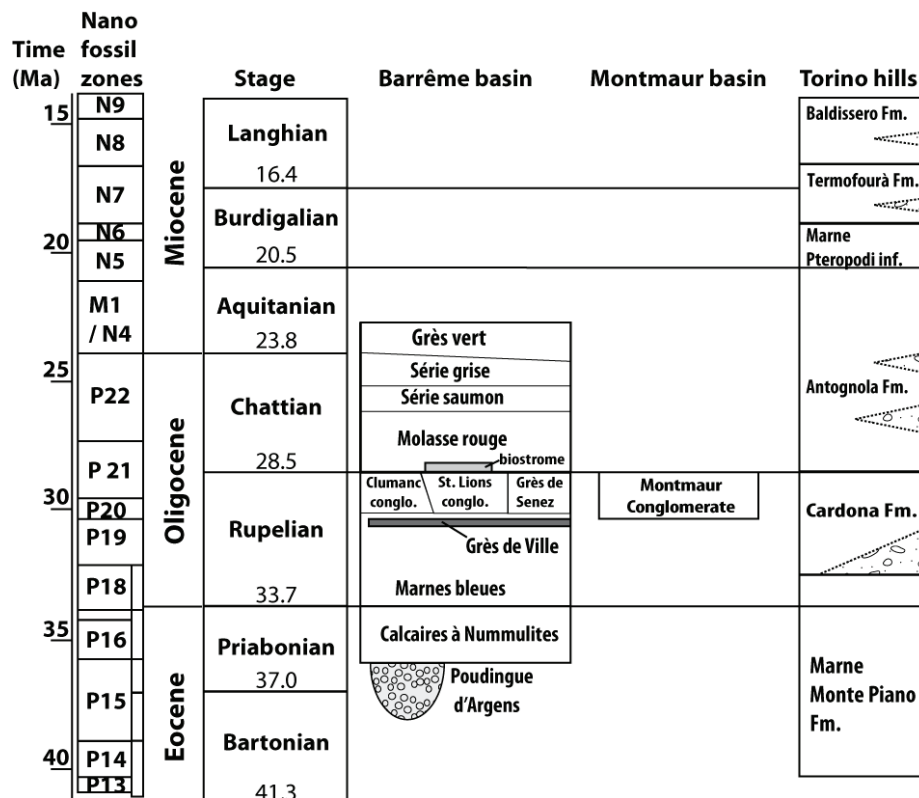 Time (Ma)
Nano fossil zones
Stage
Barrême basin
Montmaur basin
Torino hills
15
20
25
30
35
40
N9
N8
N7
N6
N5
M1
/ N4
P22
P 21
P20
P19
P18
P16
P15
P14
P13
Miocene
Oligocene
Eocene
Langhian
16.4
Burdigalian
20.5
Aquitanian
23.8
Chattian
28.5
Rupelian
33.7
Priabonian
37.0
Bartonian
41.3
Grès vert
Série grise
Série saumon
Molasse rouge
biostrome
Clumanc
conglo.
St. Lions
conglo.
Grès de
Senez
Grès de Ville
Marnes bleues
Calcaires à Nummulites
Poudingue
d'Argens
Montmaur
Conglomerate
Baldissero Fm.
Termofourà Fm.
Marne
Pteropodi inf.
Antognola Fm.
Cardona Fm.
Marne
Monte Piano
Fm.